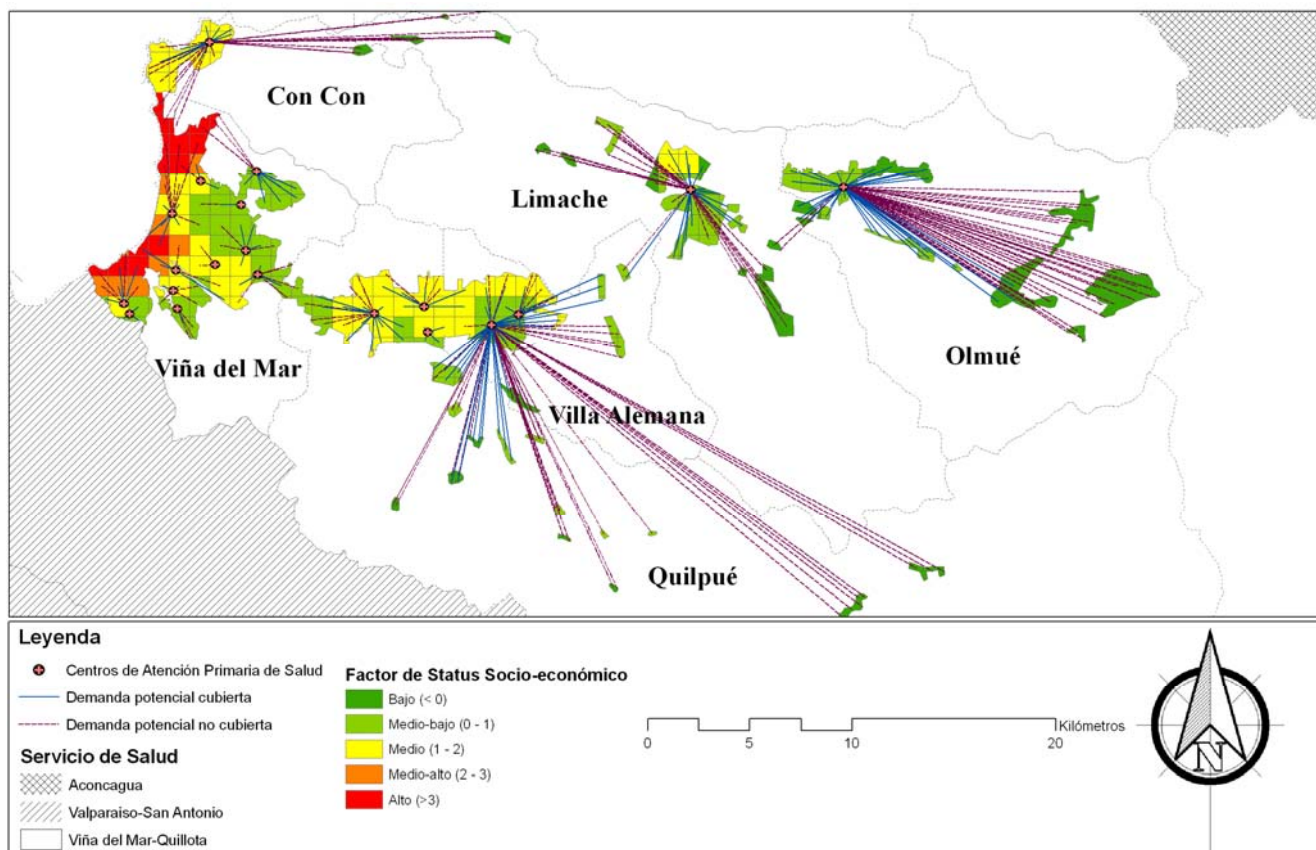 Con Con
Limache
Olmué
Viña del Mar
Villa Alemana
Quilpué
Leyenda
Centros de Atención Primaria de Salud
Demanda potencial cubierta
Demanda potencial no cubierta
Servicio de Salud
Aconcagua
Valparaiso-San Antonio
Viña del Mar-Quillota
Factor de Status Socio-económico
Bajo (< 0)
Medio-bajo (0 - 1)
Medio (1 - 2)
Medio-alto (2 - 3)
Alto (>3)
Kilómetros
0 5 10 20
N